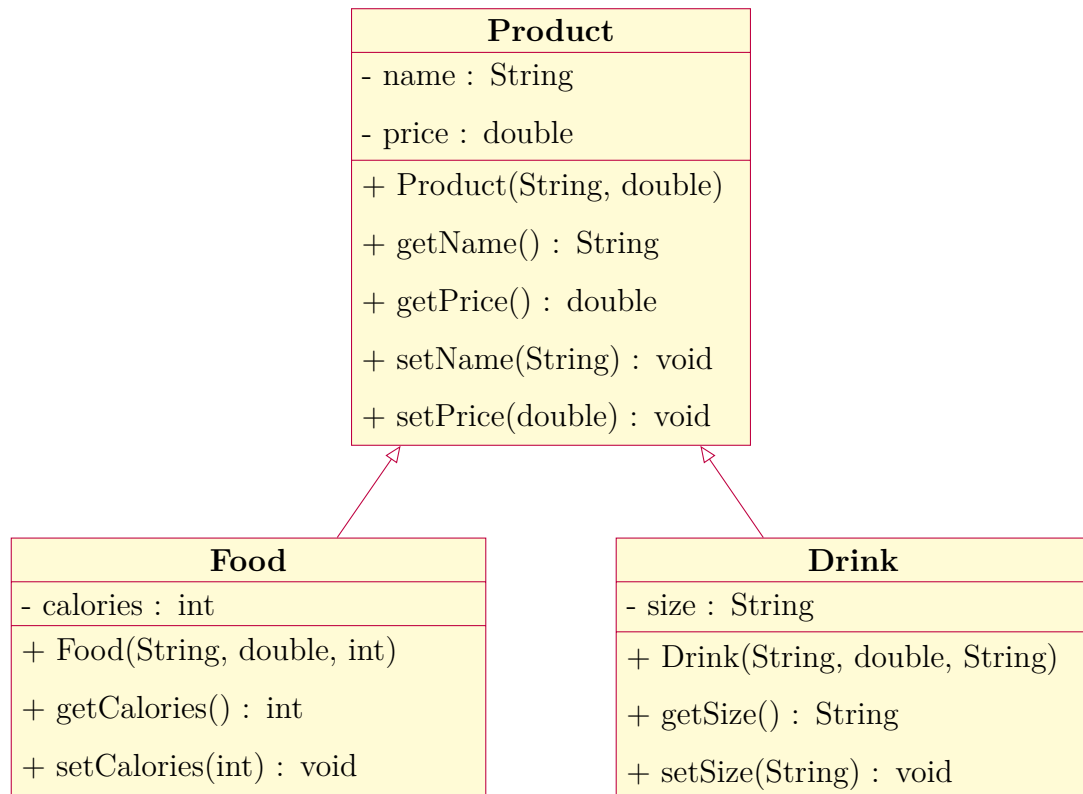 Product
- name : String
- price : double
+ Product(String, double)
+ getName() : String
+ getPrice() : double
+ setName(String) : void
+ setPrice(double) : void
Food
- calories : int
+ Food(String, double, int)
+ getCalories() : int
+ setCalories(int) : void
Drink
- size : String
+ Drink(String, double, String)
+ getSize() : String
+ setSize(String) : void